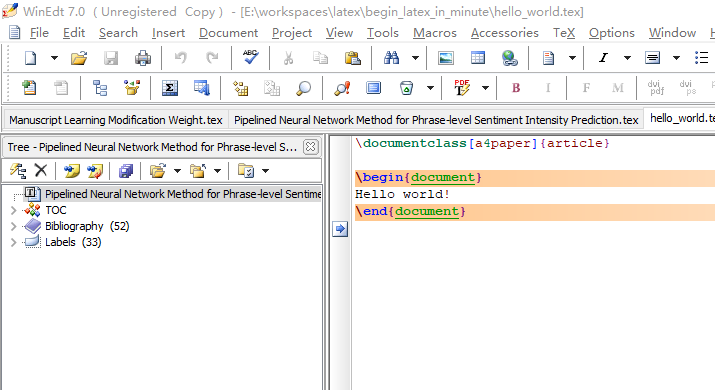 WinEdt 7.0 ( Unregistered Copy ) - [E:\workspaces\latex\begin_latex_in_minute\hello_world.tex]
File Edit Search Insert Document Project View Tools Macros Accessories TeX Options Window
ABC
PDF B I F M dvi pdf dvi ps
Manuscript Learning Modification Weight.tex Pipelined Neural Network Method for Phrase-level Sentiment Intensity Prediction.tex hello_world.te
Tree - Pipelined Neural Network Method for Phrase-level S...
Pipelined Neural Network Method for Phrase-level Sentime
TOC
Bibliography (52)
Labels (33)
\documentclass[a4paper]{article}
\begin{document}
Hello world!
\end{document}